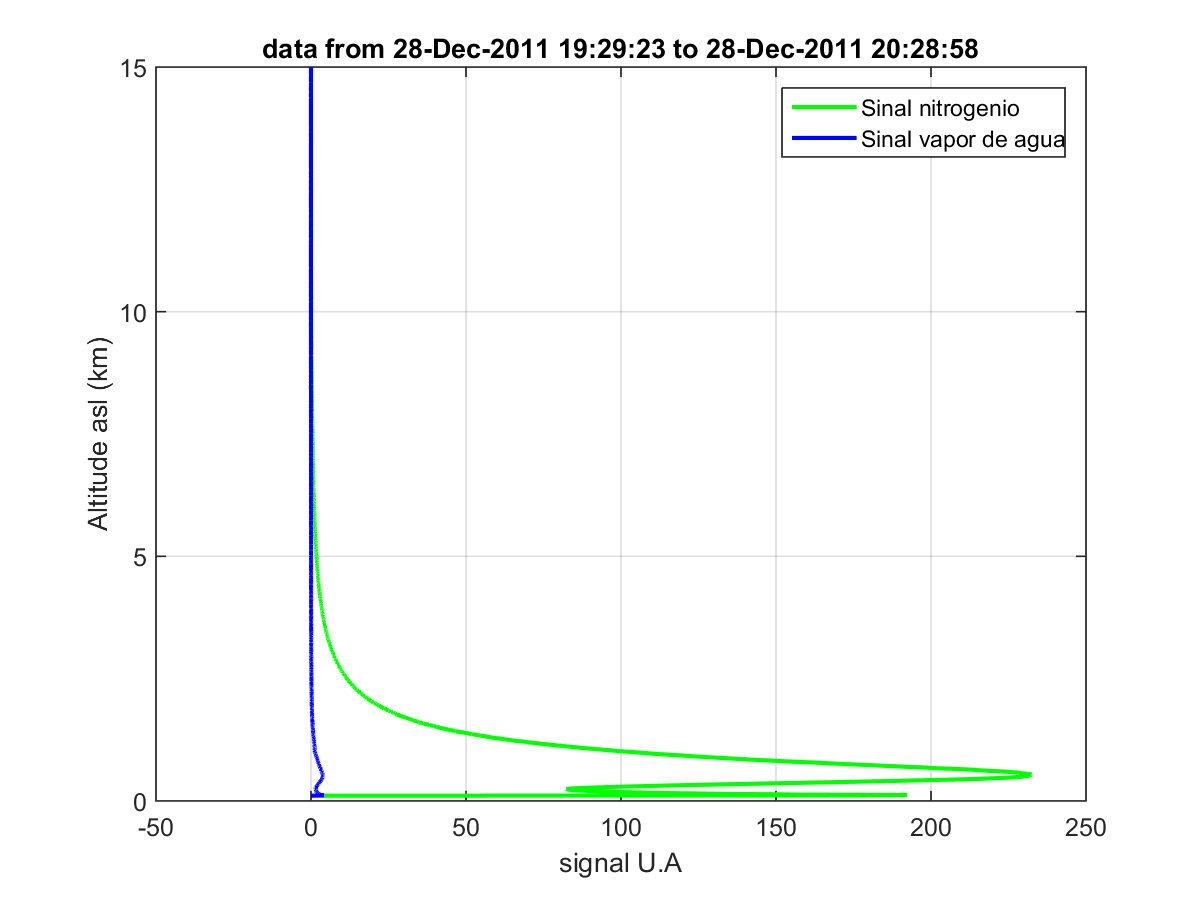 data from 28-Dec-2011 19:29:23 to 28-Dec-2011 20:28:58
Sinal nitrogenio
Sinal vapor de agua
15
10
5
0
Altitude asl (km)
-50 0 50 100 150 200 250
signal U.A